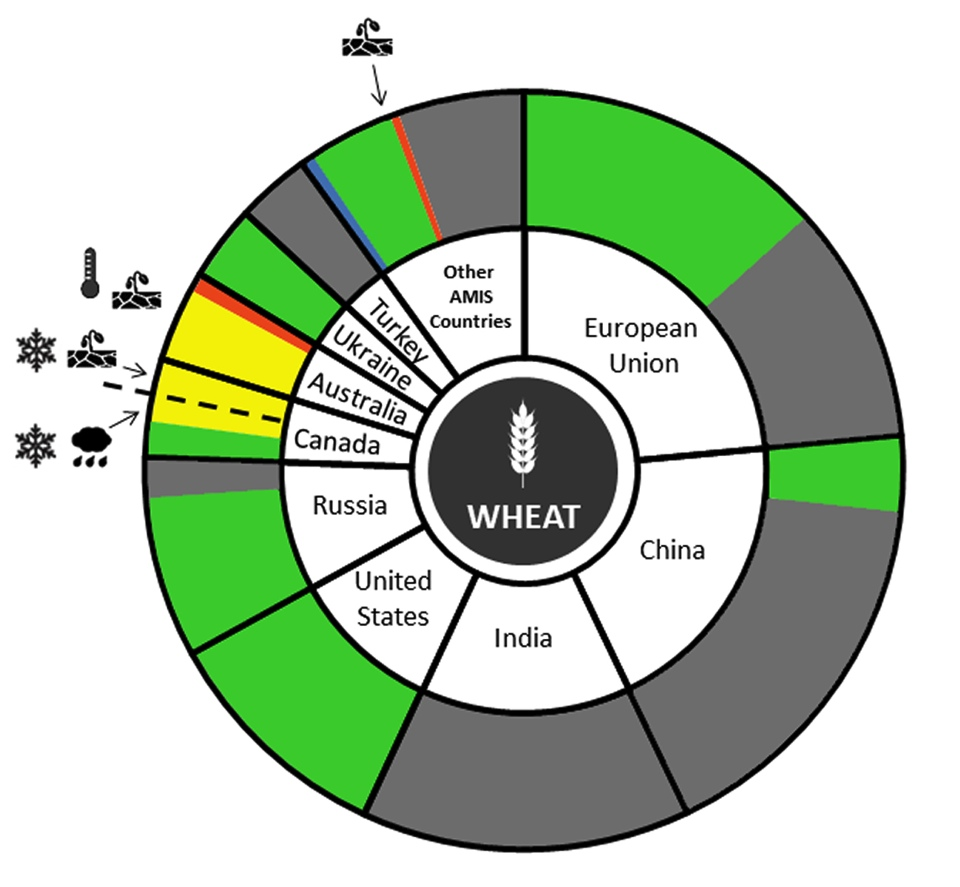 Other
AMIS
Countries
European
Union
Turkey
Ukraine
Australia
Canada
Russia
WHEAT
China
United
States
India